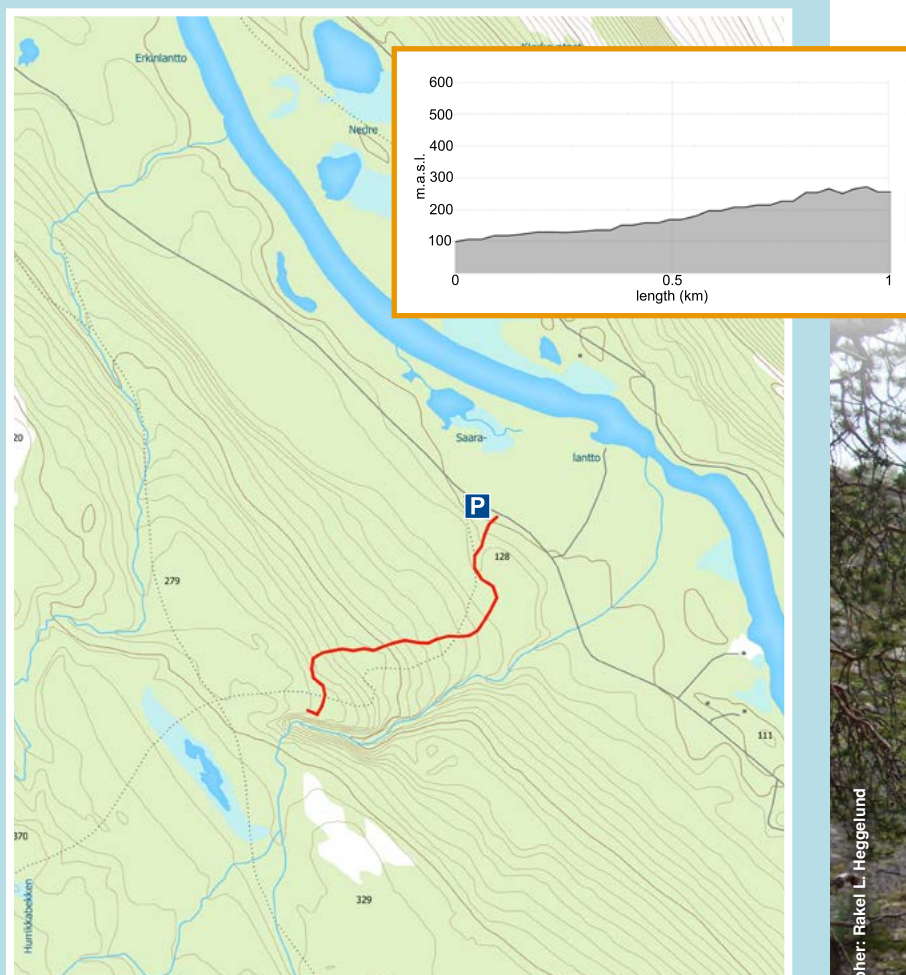 Erkinlantto
Nedre
600
500
400
300
200
100
m.a.s.l.
0
0.5
1
length (km)
Saara-
lantto
P
128
20
279
111
370
329
Hurrikkabekken
pher: Rakel L. Heggelund